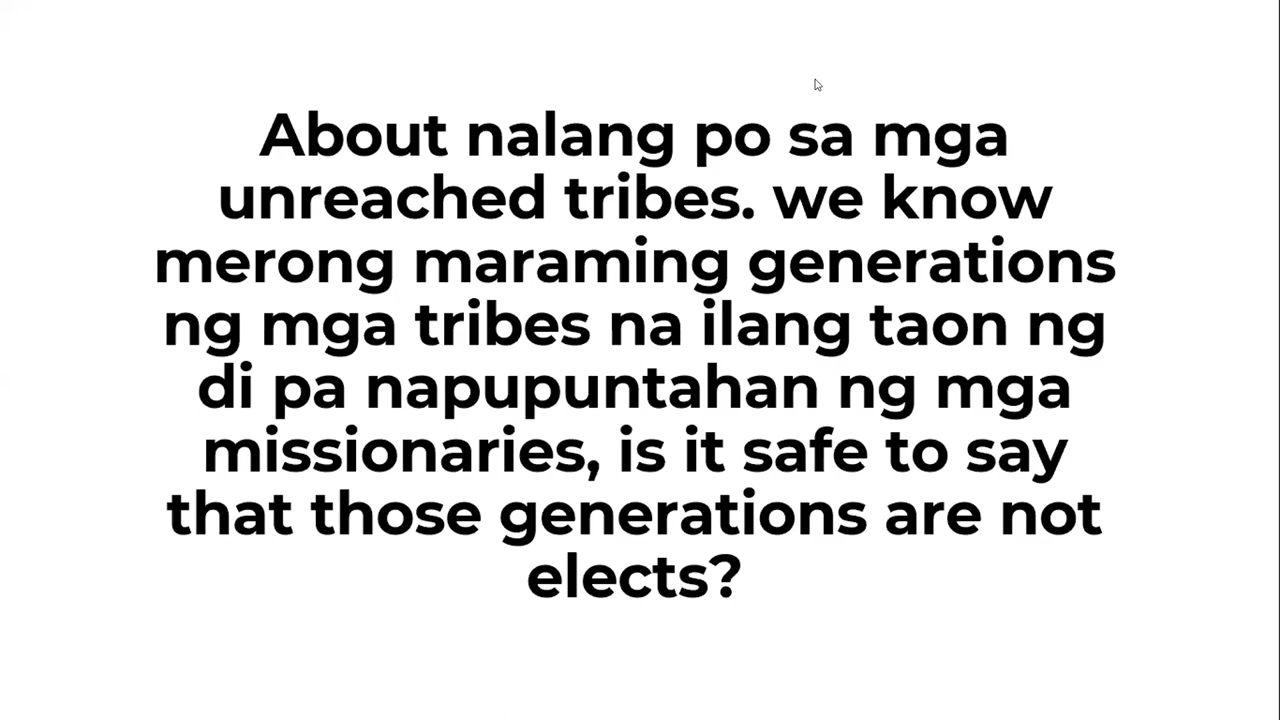 About nalang po sa mga
unreached tribes. we know
merong maraming generations
ng mga tribes na ilang taon ng
di pa napupuntahan ng mga
missionaries, is it safe to say
that those generations are not
elects?